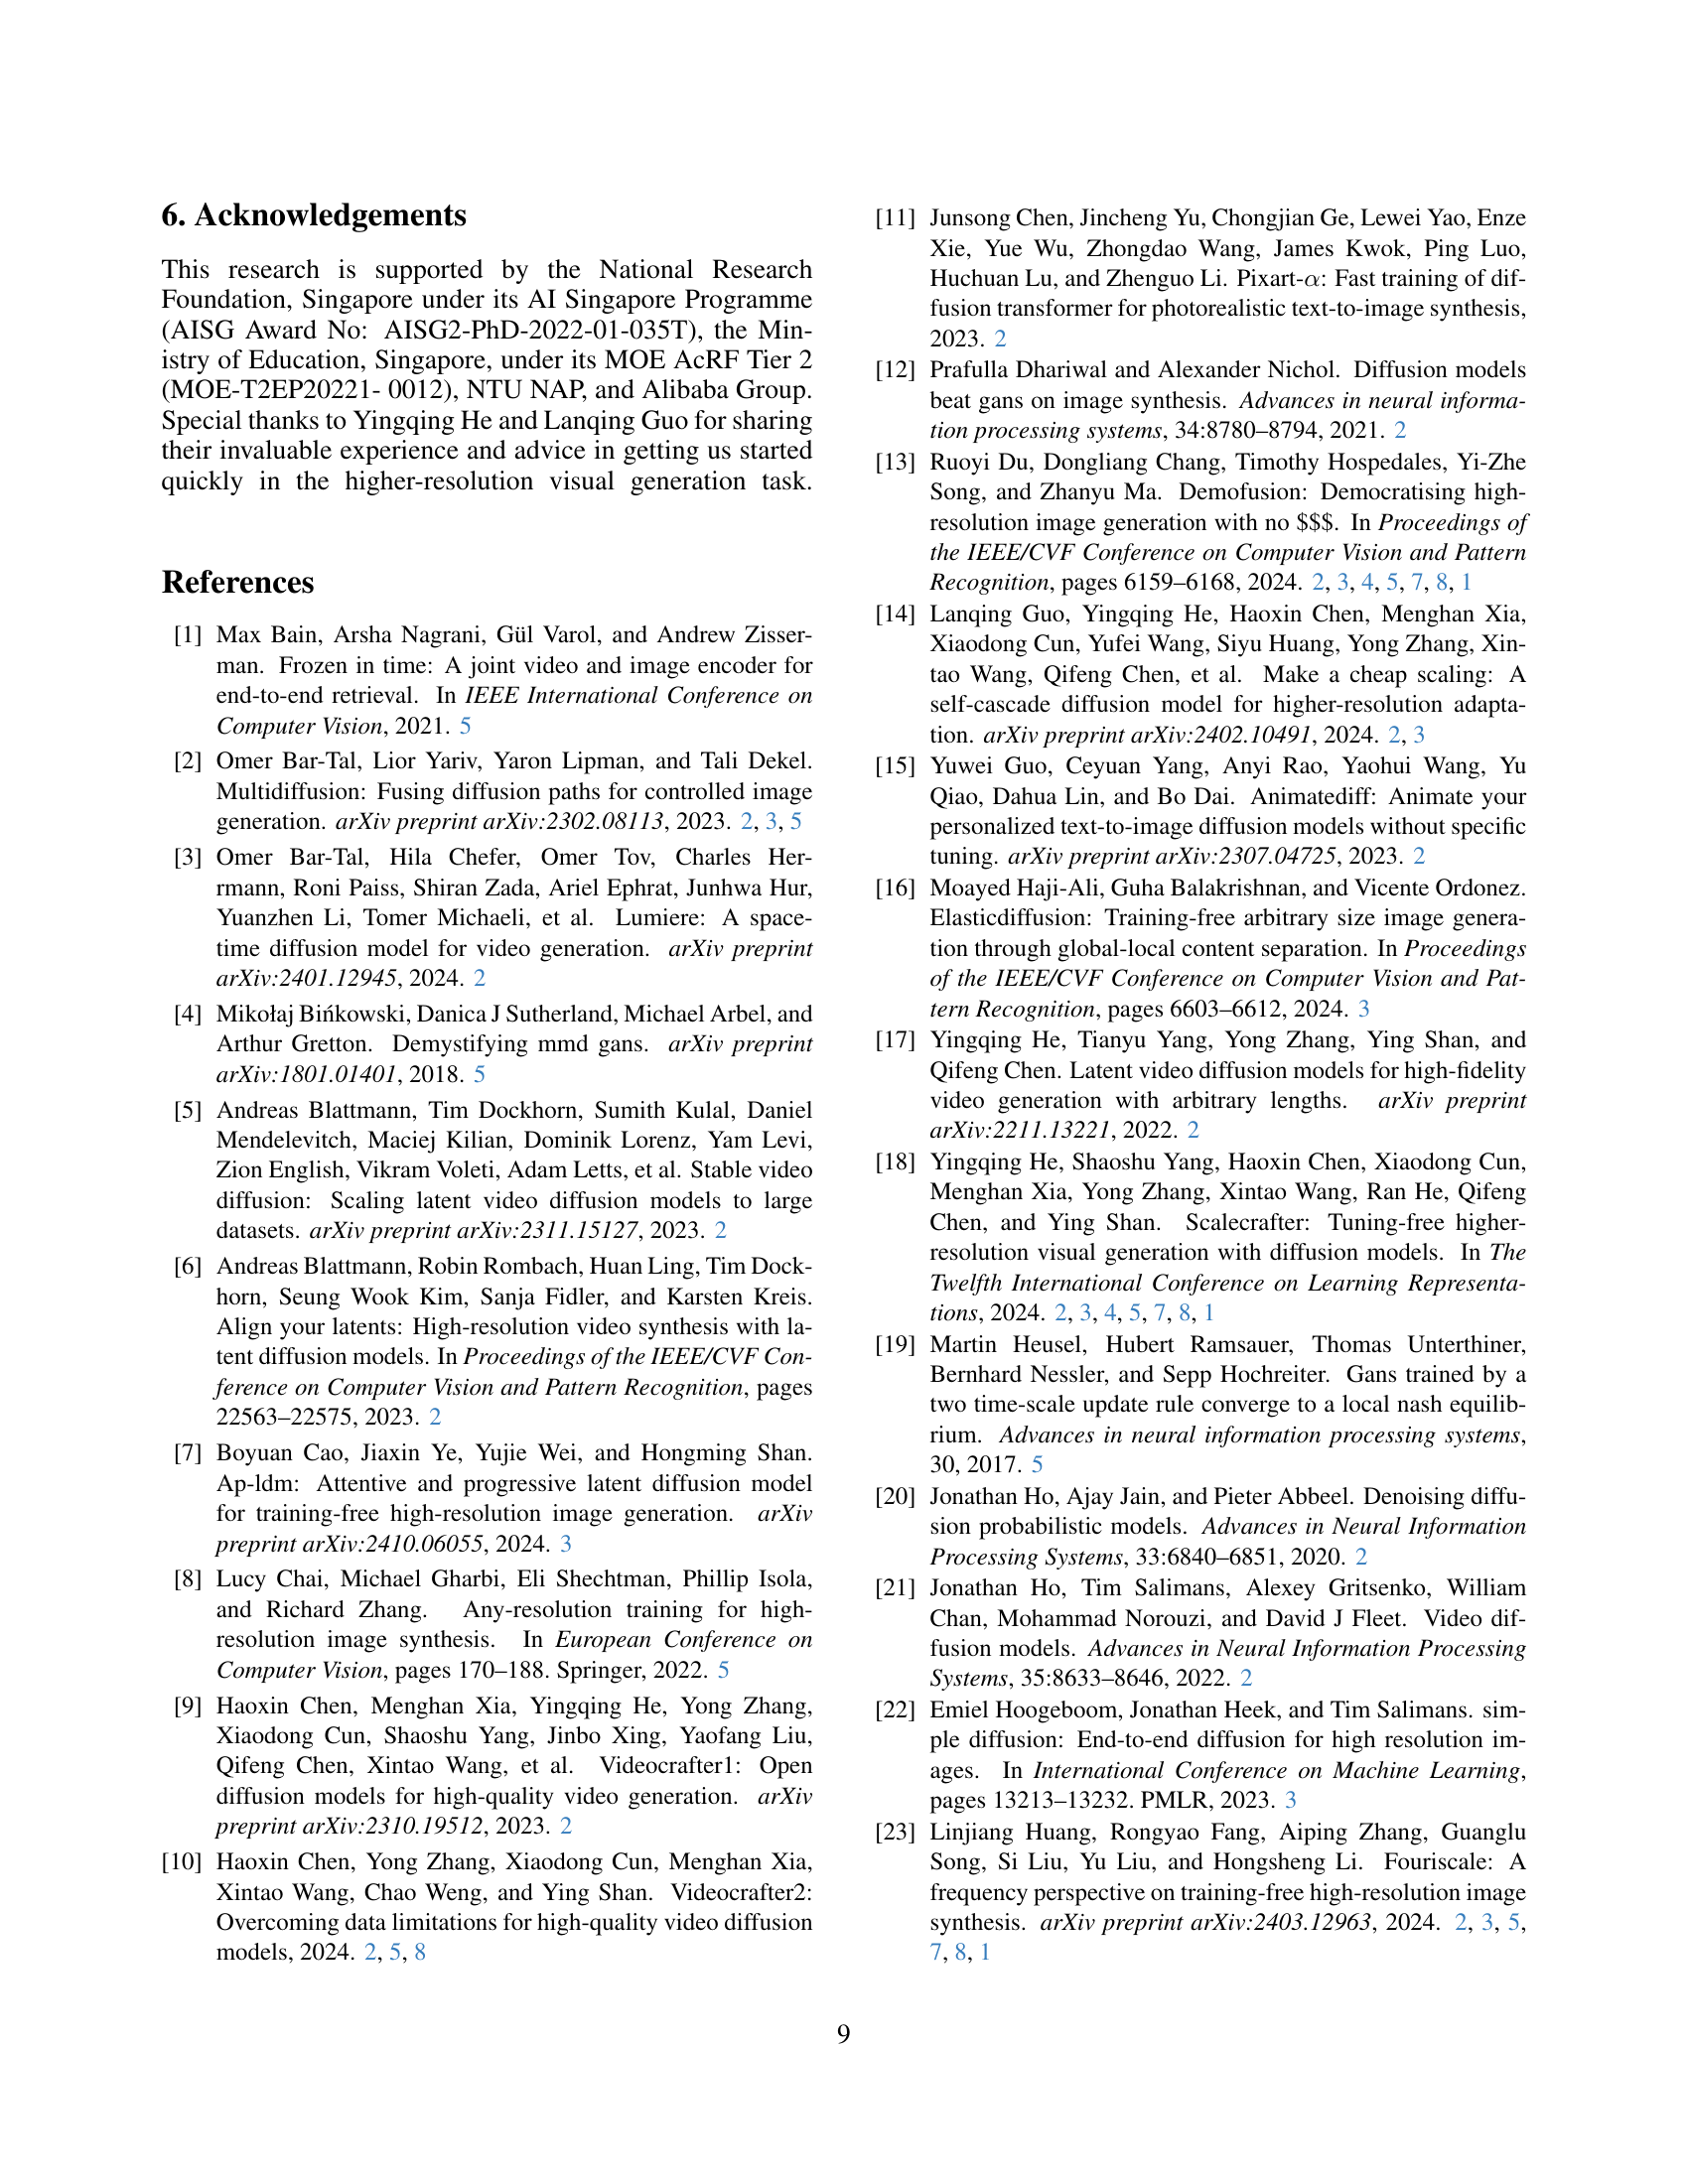 6. Acknowledgements
This research is supported by the National Research
Foundation, Singapore under its AI Singapore Programme
(AISG Award No: AISG2-PhD-2022-01-035T), the Min-
istry of Education, Singapore, under its MOE AcRF Tier 2
(MOE-T2EP20221- 0012), NTU NAP, and Alibaba Group.
Special thanks to Yingqing He and Lanqing Guo for sharing
their invaluable experience and advice in getting us started
quickly in the higher-resolution visual generation task.
References
[1] Max Bain, Arsha Nagrani, Gül Varol, and Andrew Zisser-
man. Frozen in time: A joint video and image encoder for
end-to-end retrieval. In IEEE International Conference on
Computer Vision, 2021. 5
[2] Omer Bar-Tal, Lior Yariv, Yaron Lipman, and Tali Dekel.
Multidiffusion: Fusing diffusion paths for controlled image
generation. arXiv preprint arXiv:2302.08113, 2023. 2, 3, 5
[3] Omer Bar-Tal, Hila Chefer, Omer Tov, Charles Her-
rmann, Roni Paiss, Shiran Zada, Ariel Ephrat, Junhwa Hur,
Yuanzhen Li, Tomer Michaeli, et al. Lumiere: A space-
time diffusion model for video generation. arXiv preprint
arXiv:2401.12945, 2024. 2
[4] Mikołaj Bińkowski, Danica J Sutherland, Michael Arbel, and
Arthur Gretton. Demystifying mmd gans. arXiv preprint
arXiv:1801.01401, 2018. 5
[5] Andreas Blattmann, Tim Dockhorn, Sumith Kulal, Daniel
Mendelevitch, Maciej Kilian, Dominik Lorenz, Yam Levi,
Zion English, Vikram Voleti, Adam Letts, et al. Stable video
diffusion: Scaling latent video diffusion models to large
datasets. arXiv preprint arXiv:2311.15127, 2023. 2
[6] Andreas Blattmann, Robin Rombach, Huan Ling, Tim Dock-
horn, Seung Wook Kim, Sanja Fidler, and Karsten Kreis.
Align your latents: High-resolution video synthesis with la-
tent diffusion models. In Proceedings of the IEEE/CVF Con-
ference on Computer Vision and Pattern Recognition, pages
22563–22575, 2023. 2
[7] Boyuan Cao, Jiaxin Ye, Yujie Wei, and Hongming Shan.
Ap-ldm: Attentive and progressive latent diffusion model
for training-free high-resolution image generation. arXiv
preprint arXiv:2410.06055, 2024. 3
[8] Lucy Chai, Michael Gharbi, Eli Shechtman, Phillip Isola,
and Richard Zhang. Any-resolution training for high-
resolution image synthesis. In European Conference on
Computer Vision, pages 170–188. Springer, 2022. 5
[9] Haoxin Chen, Menghan Xia, Yingqing He, Yong Zhang,
Xiaodong Cun, Shaoshu Yang, Jinbo Xing, Yaofang Liu,
Qifeng Chen, Xintao Wang, et al. Videocrafter1: Open
diffusion models for high-quality video generation. arXiv
preprint arXiv:2310.19512, 2023. 2
[10] Haoxin Chen, Yong Zhang, Xiaodong Cun, Menghan Xia,
Xintao Wang, Chao Weng, and Ying Shan. Videocrafter2:
Overcoming data limitations for high-quality video diffusion
models, 2024. 2, 5, 8
[11] Junsong Chen, Jincheng Yu, Chongjian Ge, Lewei Yao, Enze
Xie, Yue Wu, Zhongdao Wang, James Kwok, Ping Luo,
Huchuan Lu, and Zhenguo Li. Pixart-α: Fast training of dif-
fusion transformer for photorealistic text-to-image synthesis,
2023. 2
[12] Prafulla Dhariwal and Alexander Nichol. Diffusion models
beat gans on image synthesis. Advances in neural informa-
tion processing systems, 34:8780–8794, 2021. 2
[13] Ruoyi Du, Dongliang Chang, Timothy Hospedales, Yi-Zhe
Song, and Zhanyu Ma. Demofusion: Democratising high-
resolution image generation with no $$$. In Proceedings of
the IEEE/CVF Conference on Computer Vision and Pattern
Recognition, pages 6159–6168, 2024. 2, 3, 4, 5, 7, 8, 1
[14] Lanqing Guo, Yingqing He, Haoxin Chen, Menghan Xia,
Xiaodong Cun, Yufei Wang, Siyu Huang, Yong Zhang, Xin-
tao Wang, Qifeng Chen, et al. Make a cheap scaling: A
self-cascade diffusion model for higher-resolution adapta-
tion. arXiv preprint arXiv:2402.10491, 2024. 2, 3
[15] Yuwei Guo, Ceyuan Yang, Anyi Rao, Yaohui Wang, Yu
Qiao, Dahua Lin, and Bo Dai. Animatediff: Animate your
personalized text-to-image diffusion models without specific
tuning. arXiv preprint arXiv:2307.04725, 2023. 2
[16] Moayed Haji-Ali, Guha Balakrishnan, and Vicente Ordonez.
Elasticdiffusion: Training-free arbitrary size image genera-
tion through global-local content separation. In Proceedings
of the IEEE/CVF Conference on Computer Vision and Pat-
tern Recognition, pages 6603–6612, 2024. 3
[17] Yingqing He, Tianyu Yang, Yong Zhang, Ying Shan, and
Qifeng Chen. Latent video diffusion models for high-fidelity
video generation with arbitrary lengths. arXiv preprint
arXiv:2211.13221, 2022. 2
[18] Yingqing He, Shaoshu Yang, Haoxin Chen, Xiaodong Cun,
Menghan Xia, Yong Zhang, Xintao Wang, Ran He, Qifeng
Chen, and Ying Shan. Scalecrafter: Tuning-free higher-
resolution visual generation with diffusion models. In The
Twelfth International Conference on Learning Representa-
tions, 2024. 2, 3, 4, 5, 7, 8, 1
[19] Martin Heusel, Hubert Ramsauer, Thomas Unterthiner,
Bernhard Nessler, and Sepp Hochreiter. Gans trained by a
two time-scale update rule converge to a local nash equilib-
rium. Advances in neural information processing systems,
30, 2017. 5
[20] Jonathan Ho, Ajay Jain, and Pieter Abbeel. Denoising diffu-
sion probabilistic models. Advances in Neural Information
Processing Systems, 33:6840–6851, 2020. 2
[21] Jonathan Ho, Tim Salimans, Alexey Gritsenko, William
Chan, Mohammad Norouzi, and David J Fleet. Video dif-
fusion models. Advances in Neural Information Processing
Systems, 35:8633–8646, 2022. 2
[22] Emiel Hoogeboom, Jonathan Heek, and Tim Salimans. sim-
ple diffusion: End-to-end diffusion for high resolution im-
ages. In International Conference on Machine Learning,
pages 13213–13232. PMLR, 2023. 3
[23] Linjiang Huang, Rongyao Fang, Aiping Zhang, Guanglu
Song, Si Liu, Yu Liu, and Hongsheng Li. Fouriscale: A
frequency perspective on training-free high-resolution image
synthesis. arXiv preprint arXiv:2403.12963, 2024. 2, 3, 5,
7, 8, 1
9